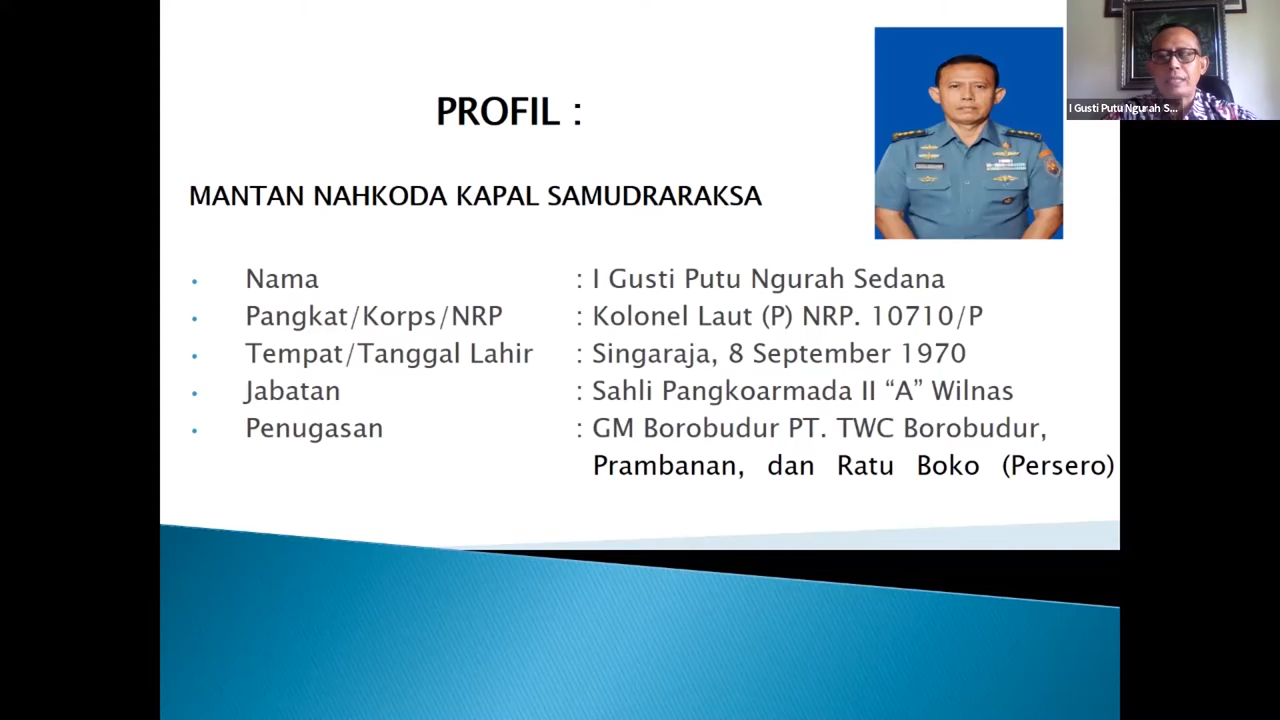 PROFIL :
I Gusti Putu Ngurah S...
MANTAN NAHKODA KAPAL SAMUDRARAKSA
• Nama : I Gusti Putu Ngurah Sedana
• Pangkat/Korps/NRP : Kolonel Laut (P) NRP. 10710/P
• Tempat/Tanggal Lahir : Singaraja, 8 September 1970
• Jabatan : Sahli Pangkoarmada II “A” Wilnas
• Penugasan : GM Borobudur PT. TWC Borobudur,
Prambanan, dan Ratu Boko (Persero)